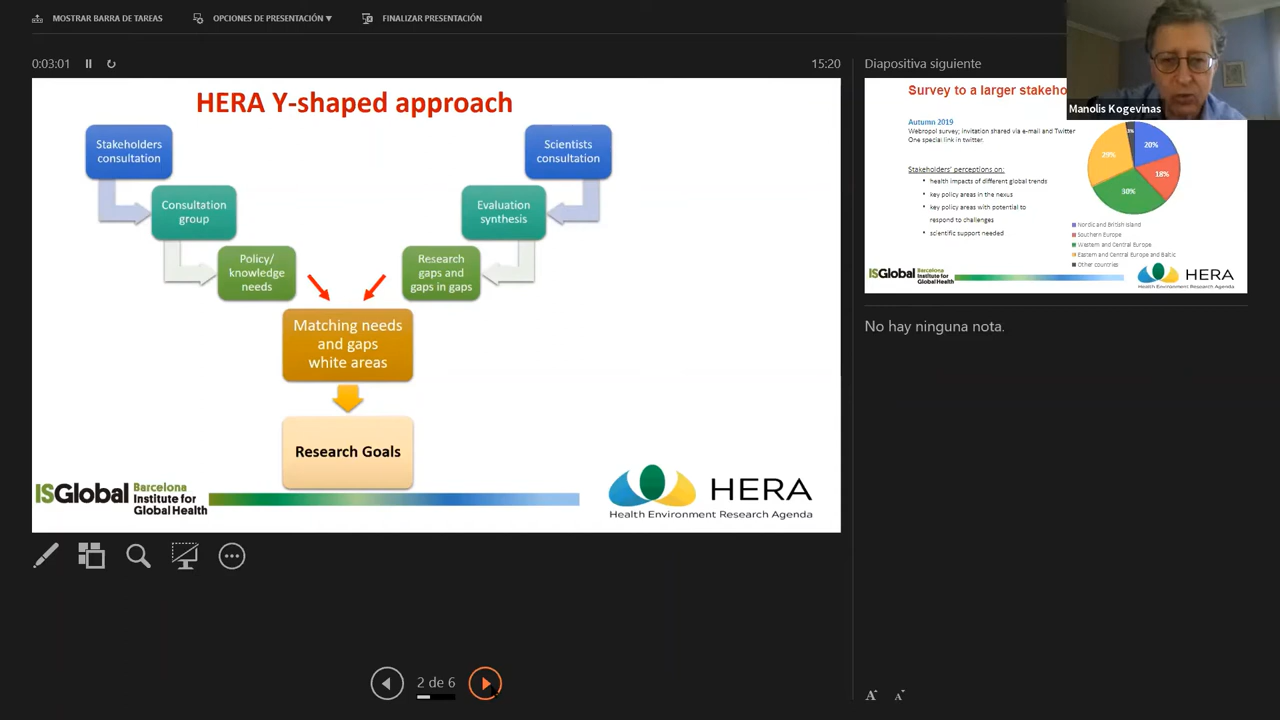 MOSTRAR BARRA DE TAREAS
OPCIONES DE PRESENTACIÓN ▼
FINALIZAR PRESENTACIÓN
0:03:01
15:20
HERA Y-shaped approach
Stakeholders
consultation
Scientists
consultation
Consultation
group
Evaluation
synthesis
Policy/
knowledge
needs
Research
gaps and
gaps in gaps
Matching needs
and gaps
white areas
Research Goals
ISGlobal
Barcelona
Institute for
Global Health
HERA
Health Environment Research Agenda
2 de 6
Diapositiva siguiente
Manolis Kogevinas
Survey to a larger stakeho
Autumn 2019
Webropol survey; invitation shared via e-mail and Twitter
One special link in twitter.
Stakeholders' perceptions on:
• health impacts of different global trends
• key policy areas in the nexus
• key policy areas with potential to
respond to challenges
• scientific support needed
3%
20%
29%
18%
30%
Nordic and British Island
Southern Europe
Western and Central Europe
Eastern and Central Europe and Baltic
Other countries
ISGlobal
Barcelona
Institute for
Global Health
HERA
Health Environment Research Agenda
No hay ninguna nota.
A A